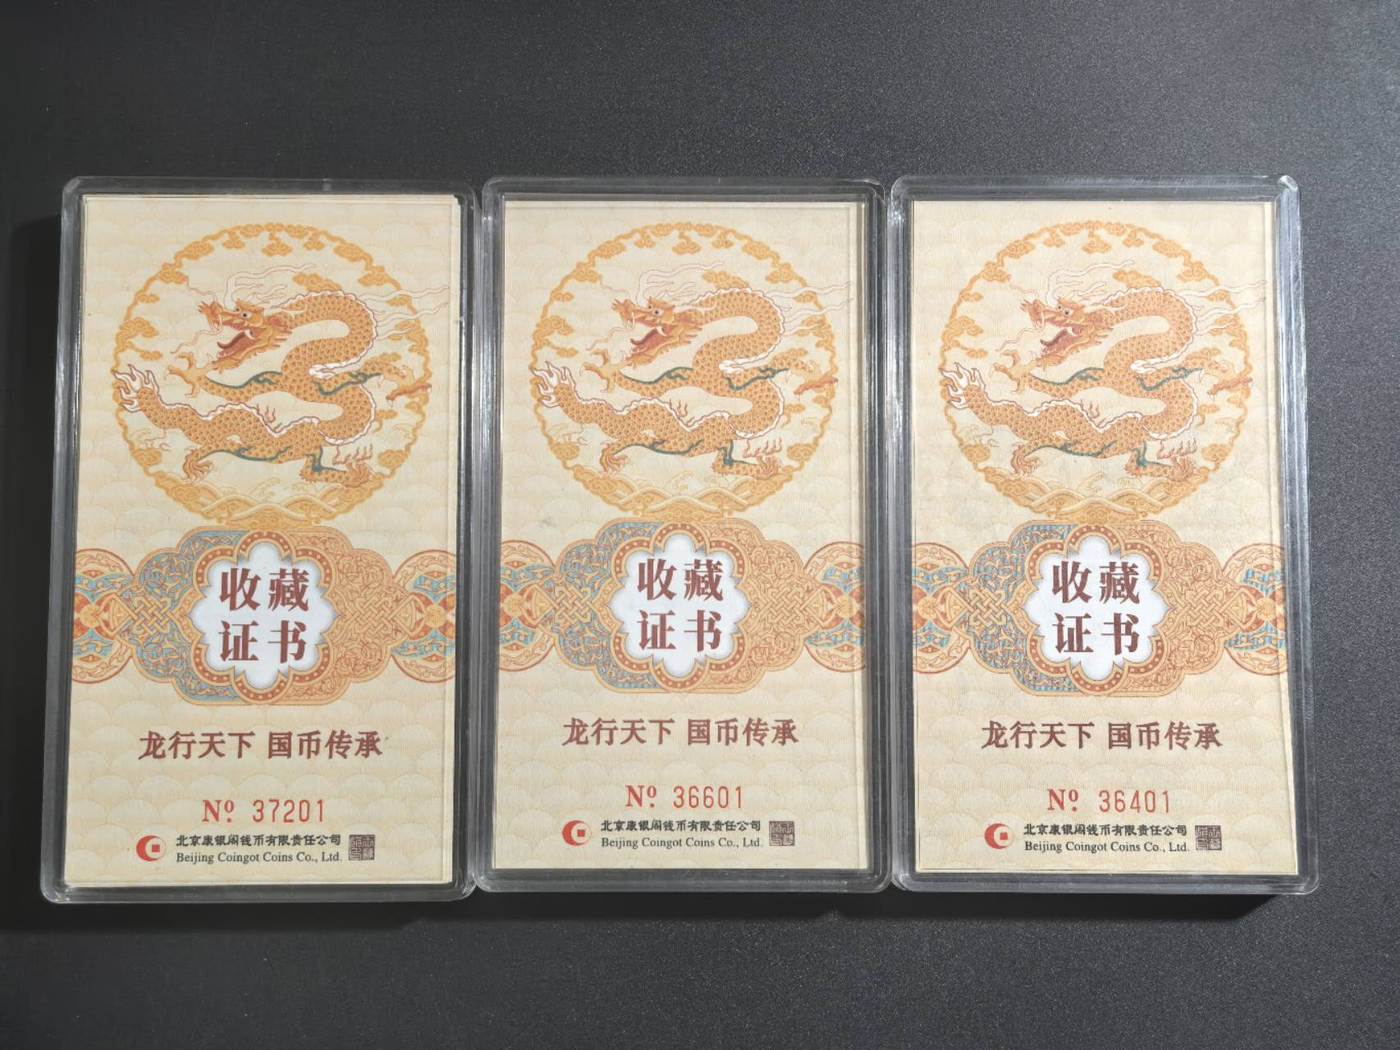 收藏
证书
龙行天下 国币传承
Nº. 37201
北京康银阁钱币有限责任公司
Beijing Coingot Coins Co., Ltd.
收藏
证书
龙行天下 国币传承
Nº. 36601
北京康银阁钱币有限责任公司
Beijing Coingot Coins Co., Ltd.
收藏
证书
龙行天下 国币传承
Nº. 36401
北京康银阁钱币有限责任公司
Beijing Coingot Coins Co., Ltd.